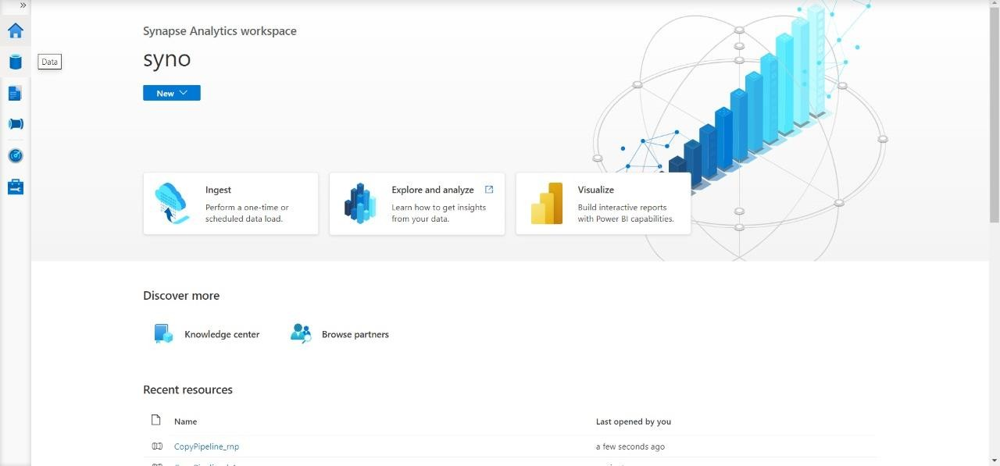 »
Synapse Analytics workspace
syno
Data
New
Ingest
Perform a one-time or
scheduled data load.
Explore and analyze
Learn how to get insights
from your data.
Visualize
Build interactive reports
with Power BI capabilities.
Discover more
Knowledge center
Browse partners
Recent resources
Name
Last opened by you
CopyPipeline_rnp
a few seconds ago